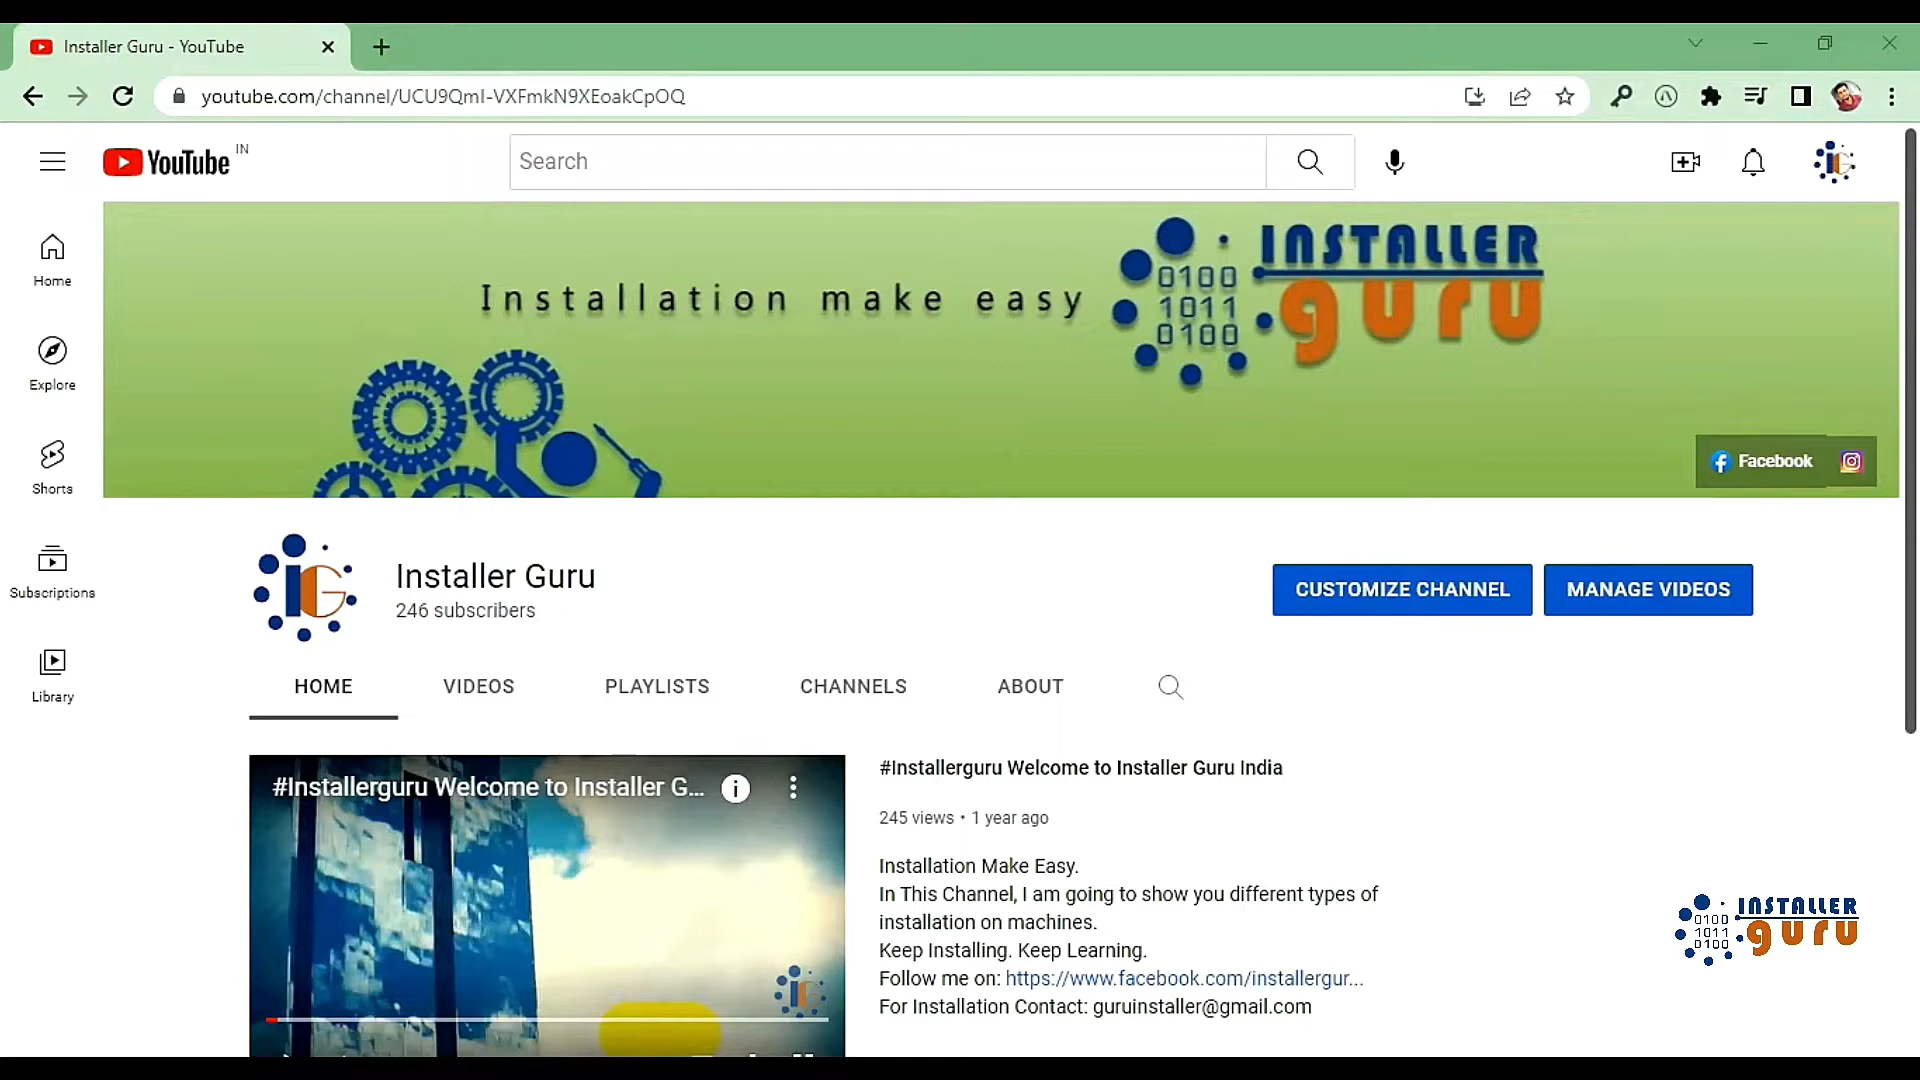 Installer Guru - YouTube
youtube.com/channel/UCU9QmI-VXFmkN9XEoakCpOQ
YouTube IN
Search
Home
Explore
Shorts
Subscriptions
Library
Installation make easy
INSTALLER
guru
0100
1011
0100
Facebook
IG
Installer Guru
246 subscribers
CUSTOMIZE CHANNEL
MANAGE VIDEOS
HOME
VIDEOS
PLAYLISTS
CHANNELS
ABOUT
#Installerguru Welcome to Installer G...
#Installerguru Welcome to Installer Guru India
245 views • 1 year ago
Installation Make Easy.
In This Channel, I am going to show you different types of
installation on machines.
Keep Installing. Keep Learning.
Follow me on: https://www.facebook.com/installergur...
For Installation Contact: guruinstaller@gmail.com
INSTALLER
guru
0100
1011
0100